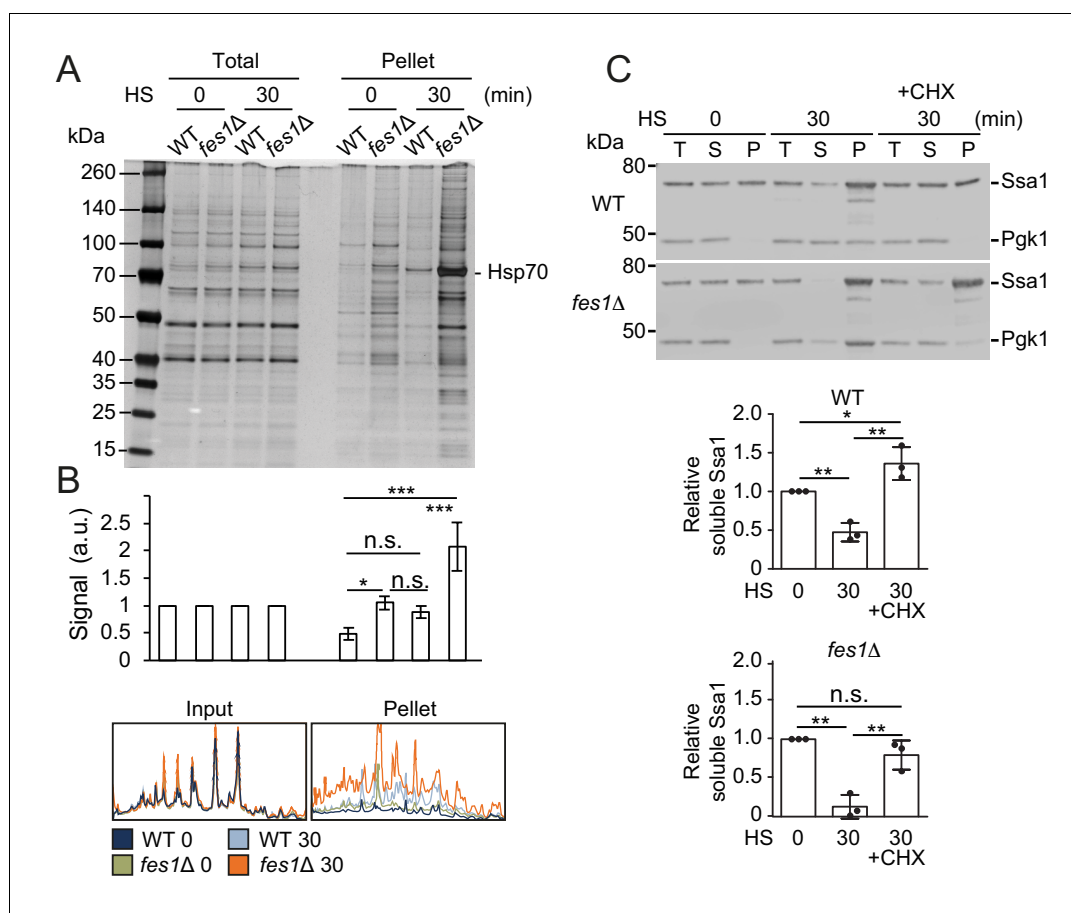 A
Total Pellet
HS 0 30 0 30 (min)
kDa WT fes1Δ WT fes1Δ WT fes1Δ WT fes1Δ
260
140
100
70
50
40
35
25
15
- Hsp70
B
Signal (a.u.)
2.5
2
1.5
1
0.5
0
* n.s. n.s. *** ***
Input Pellet
WT 0 WT 30
fes1Δ 0 fes1Δ 30
C
+CHX
HS 0 30 30 (min)
kDa T S P T S P T S P
80
WT
50
-Ssa1
-Pgk1
80
fes1Δ
50
-Ssa1
-Pgk1
WT
Relative soluble Ssa1
2.0
1.5
1.0
0.5
0
** ** *
HS 0 30 30
+CHX
fes1Δ
Relative soluble Ssa1
2.0
1.5
1.0
0.5
0
n.s.
** **
HS 0 30 30
+CHX